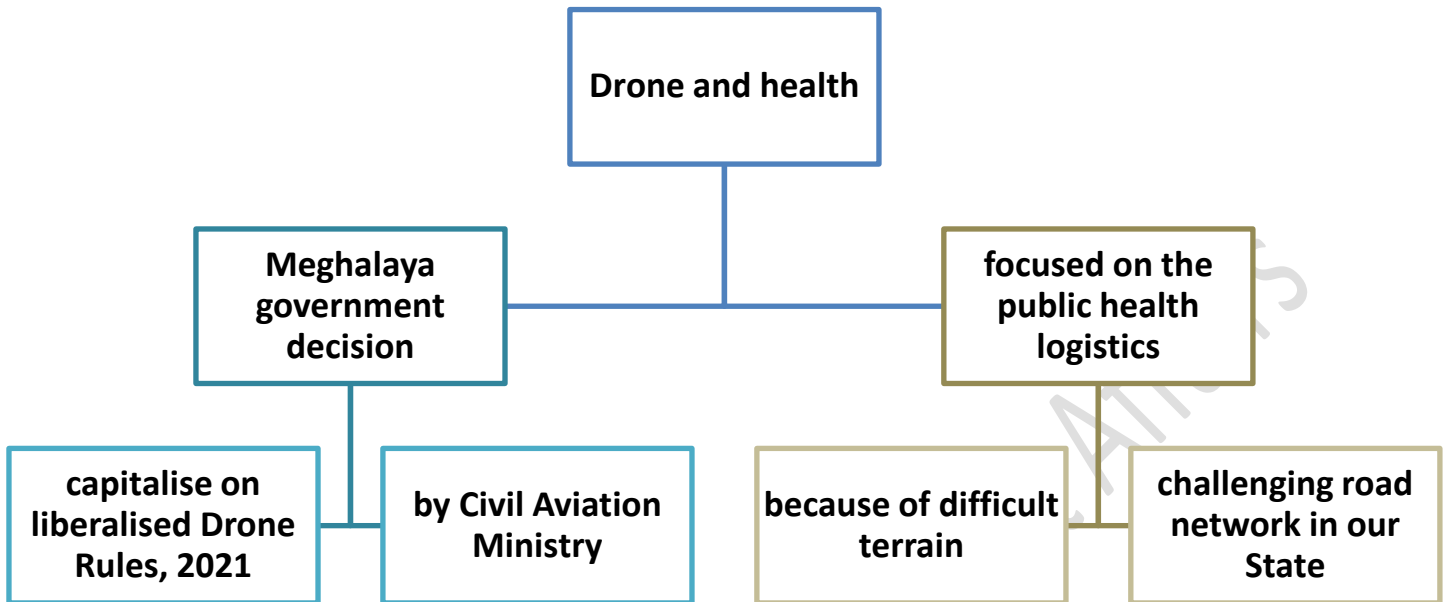 Drone and health
Meghalaya
government
decision
focused on the
public health
logistics
capitalise on
liberalised Drone
Rules, 2021
by Civil Aviation
Ministry
because of difficult
terrain
challenging road
network in our
State